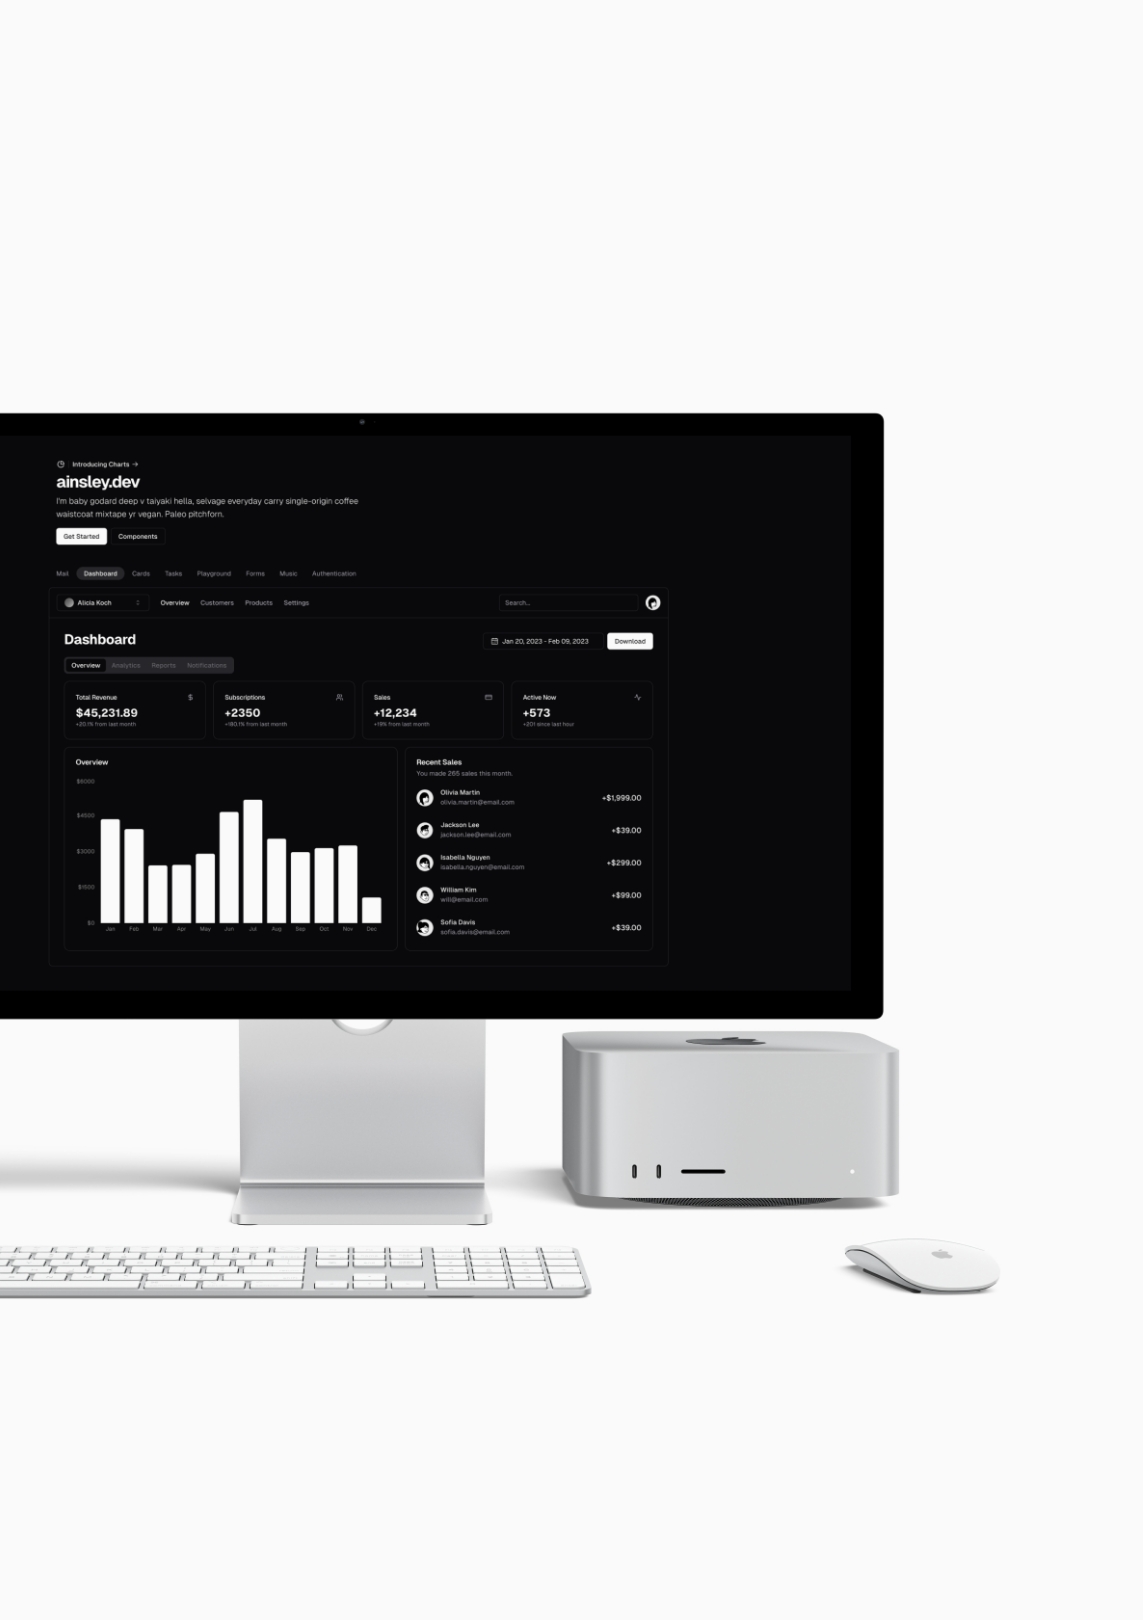 Introducing Charts →
ainsley.dev
I'm baby godard deep v taiyaki hella, selvage everyday carry single-origin coffee
waistcoat mixtape yr vegan. Paleo pitchforn.
Get Started Components
Mail Dashboard Cards Tasks Playground Forms Music Authentication
Alicia Koch Overview Customers Products Settings Search...
Dashboard Jan 20, 2023 - Feb 09, 2023 Download
Overview Analytics Reports Notifications
Total Revenue $
$45,231.89
+20.1% from last month
Subscriptions
+2350
+180.1% from last month
Sales
+12,234
+19% from last month
Active Now
+573
+201 since last hour
Overview
$6000
$4500
$3000
$1500
$0
Jan Feb Mar Apr May Jun Jul Aug Sep Oct Nov Dec
Recent Sales
You made 265 sales this month.
Olivia Martin
olivia.martin@email.com
+$1,999.00
Jackson Lee
jackson.lee@email.com
+$39.00
Isabella Nguyen
isabella.nguyen@email.com
+$299.00
William Kim
will@email.com
+$99.00
Sofia Davis
sofia.davis@email.com
+$39.00